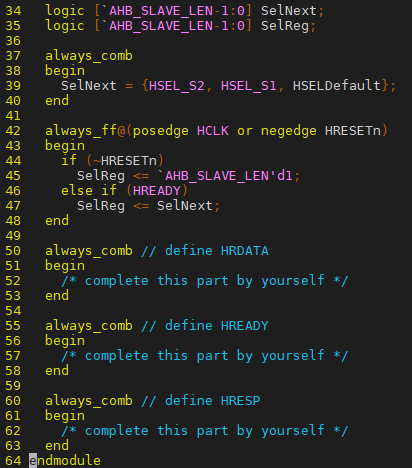 34 logic [`AHB_SLAVE_LEN-1:0] SelNext;
35 logic [`AHB_SLAVE_LEN-1:0] SelReg;
36
37 always_comb
38 begin
39 SelNext = {HSEL_S2, HSEL_S1, HSELDefault};
40 end
41
42 always_ff@(posedge HCLK or negedge HRESETn)
43 begin
44 if (~HRESETn)
45 SelReg <= `AHB_SLAVE_LEN'd1;
46 else if (HREADY)
47 SelReg <= SelNext;
48 end
49
50 always_comb // define HRDATA
51 begin
52 /* complete this part by yourself */
53 end
54
55 always_comb // define HREADY
56 begin
57 /* complete this part by yourself */
58 end
59
60 always_comb // define HRESP
61 begin
62 /* complete this part by yourself */
63 end
64 endmodule